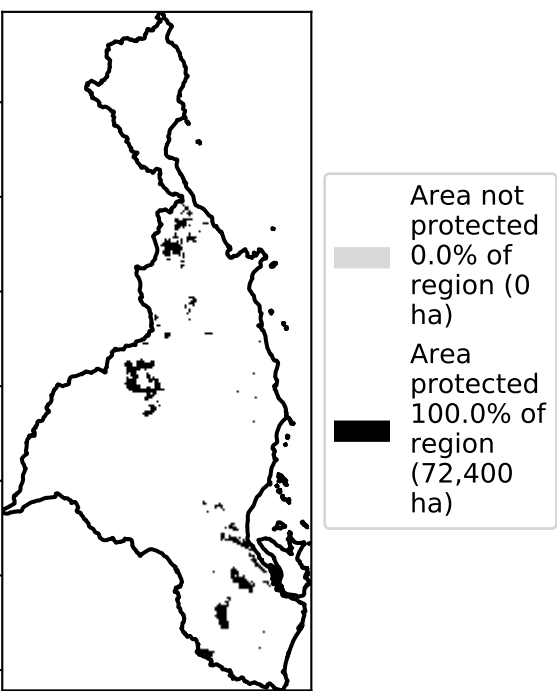 Area not
protected
0.0% of
region (0
ha)
Area
protected
100.0% of
region
(72,400
ha)